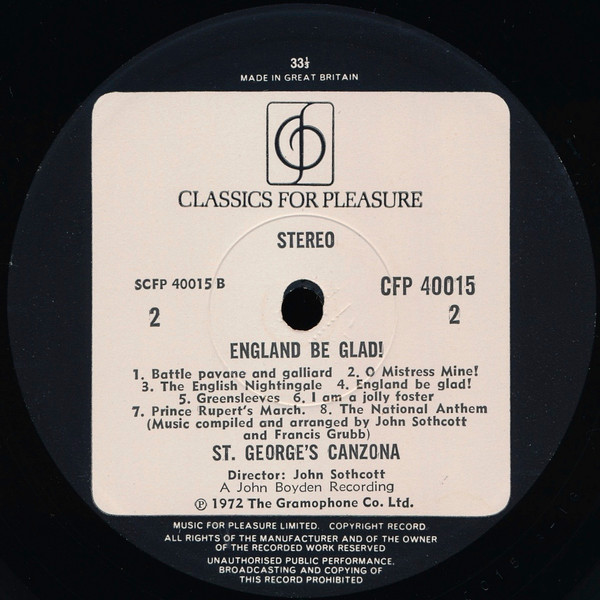 33⅓
MADE IN GREAT BRITAIN
CLASSICS FOR PLEASURE
STEREO
SCFP 40015 B
CFP 40015
2
2
ENGLAND BE GLAD!
1. Battle pavane and galliard 2. O Mistress Mine!
3. The English Nightingale 4. England be glad!
5. Greensleeves 6. I am a jolly foster
7. Prince Rupert's March. 8. The National Anthem
(Music compiled and arranged by John Sothcott
and Francis Grubb)
ST. GEORGE'S CANZONA
Director: John Sothcott
A John Boyden Recording
Ⓟ 1972 The Gramophone Co. Ltd.
MUSIC FOR PLEASURE LIMITED. COPYRIGHT RECORD.
ALL RIGHTS OF THE MANUFACTURER AND OF THE OWNER
OF THE RECORDED WORK RESERVED
UNAUTHORISED PUBLIC PERFORMANCE,
BROADCASTING AND COPYING OF
THIS RECORD PROHIBITED